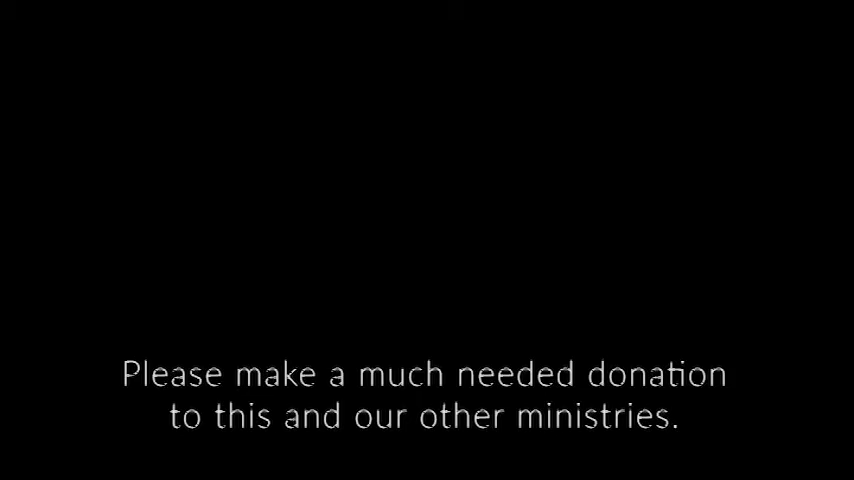 Please make a much needed donation
to this and our other ministries.